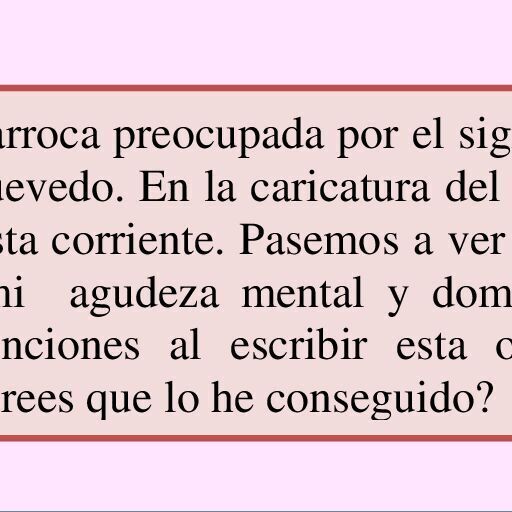 arroca preocupada por el sig
uevedo. En la caricatura del
sta corriente. Pasemos a ver
ni agudeza mental y dom
nciones al escribir esta o
rees que lo he conseguido?